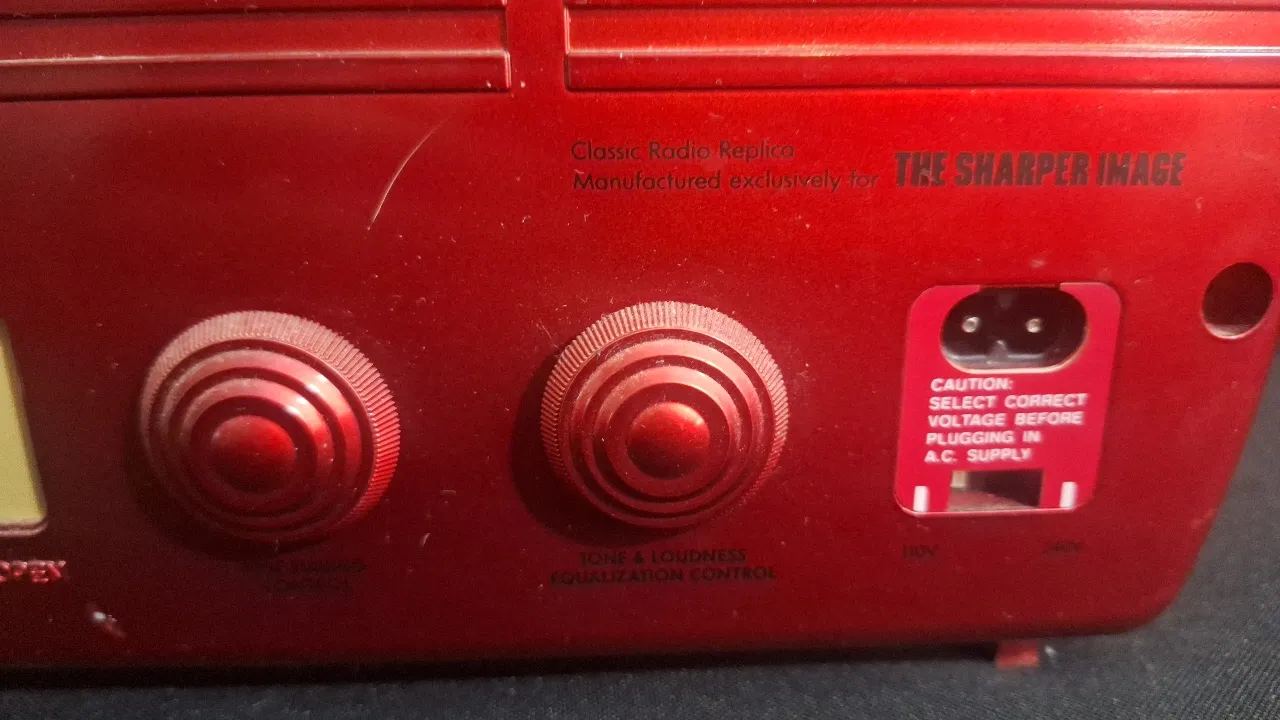 Classic Radio Replica
Manufactured exclusively for THE SHARPER IMAGE
CAUTION:
SELECT CORRECT
VOLTAGE BEFORE
PLUGGING IN
A.C. SUPPLY
TONE & LOUDNESS
EQUALIZATION CONTROL
110V
CONTROL